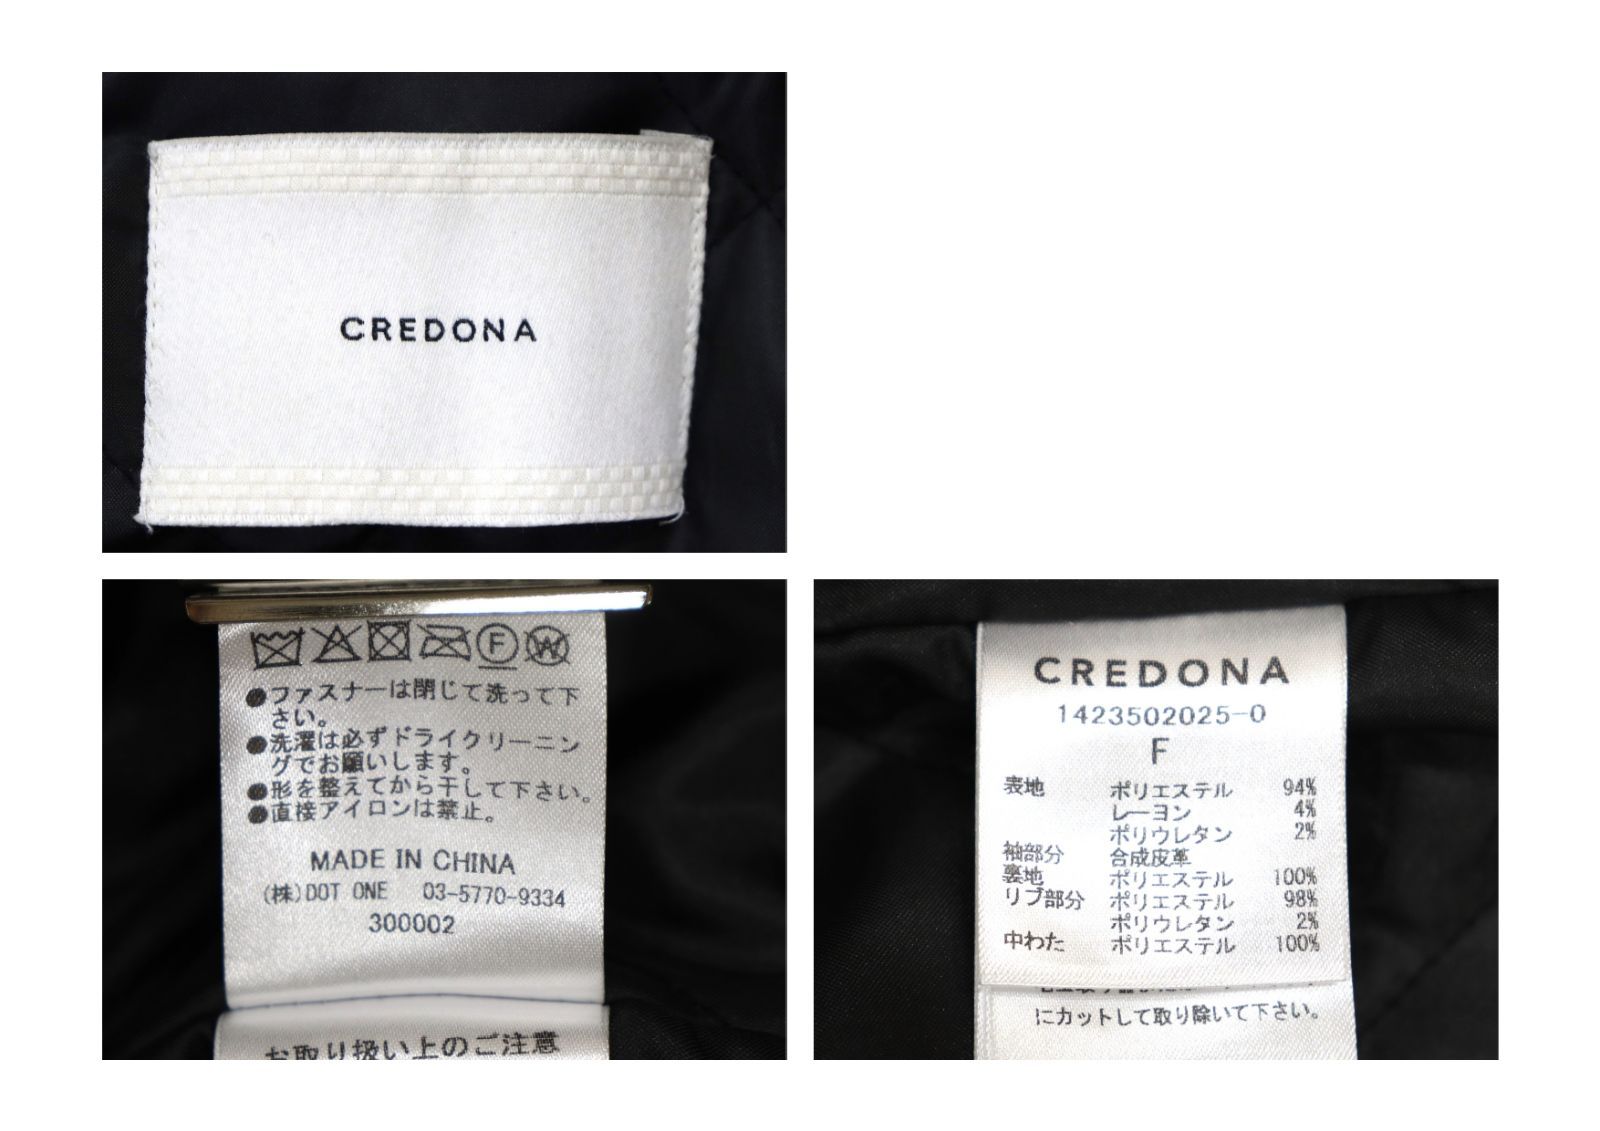 CREDONA
F
W
●ファスナーは閉じて洗って下
さい。
●洗濯は必ずドライクリーニン
グでお願いします。
●形を整えてから干して下さい。
●直接アイロンは禁止。
MADE IN CHINA
(株)DOT ONE 03-5770-9334
300002
お取り扱い上のご注意
CREDONA
1423502025-0
F
表地 ポリエステル 94%
レーヨン 4%
ポリウレタン 2%
袖部分 合成皮革
裏地 ポリエステル 100%
リブ部分 ポリエステル 98%
ポリウレタン 2%
中わた ポリエステル 100%
にカットして取り除いて下さい。